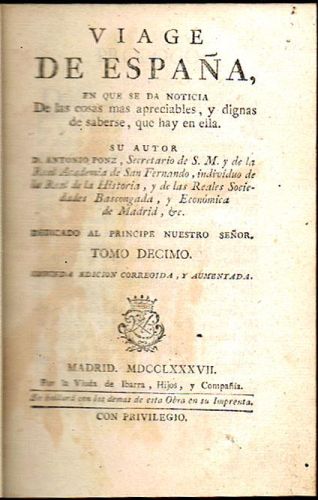 VIAGE
DE ESPAÑA,
EN QUE SE DA NOTICIA
De las cosas mas apreciables, y dignas
de saberse, que hay en ella.
SU AUTOR
D. ANTONIO PONZ, Secretario de S. M. y de la
Real Academia de San Fernando, individuo de
la Real de la Historia, y de las Reales Socie-
dades Bascongada, y Económica
de Madrid, &c.
DEDICADO AL PRINCIPE NUESTRO SEÑOR.
TOMO DECIMO.
SEGUNDA EDICION CORREGIDA, Y AUMENTADA.
MADRID. MDCCLXXXVII.
Por la Viuda de Ibarra, Hijos, y Compañia.
Se hallará con los demas de esta Obra en su Imprenta.
CON PRIVILEGIO.